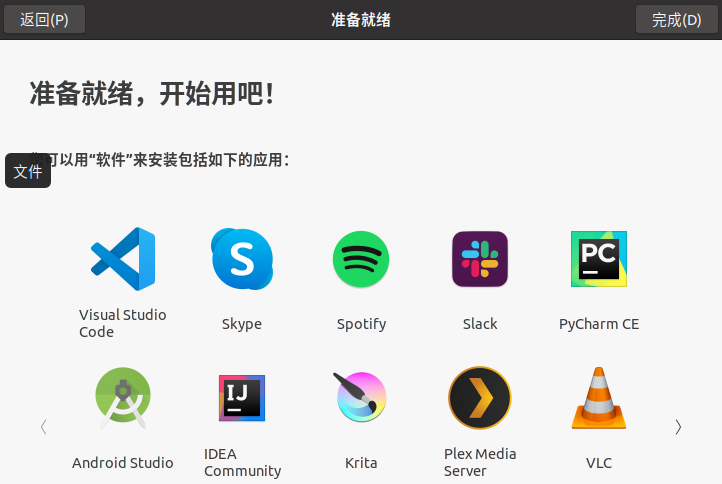 返回(P)
准备就绪
完成(D)
准备就绪，开始用吧！
可以用“软件”来安装包括如下的应用：
文件
Visual Studio
Code
Skype
Spotify
Slack
PyCharm CE
Android Studio
IDEA
Community
Krita
Plex Media
Server
VLC
S
PC
IJ